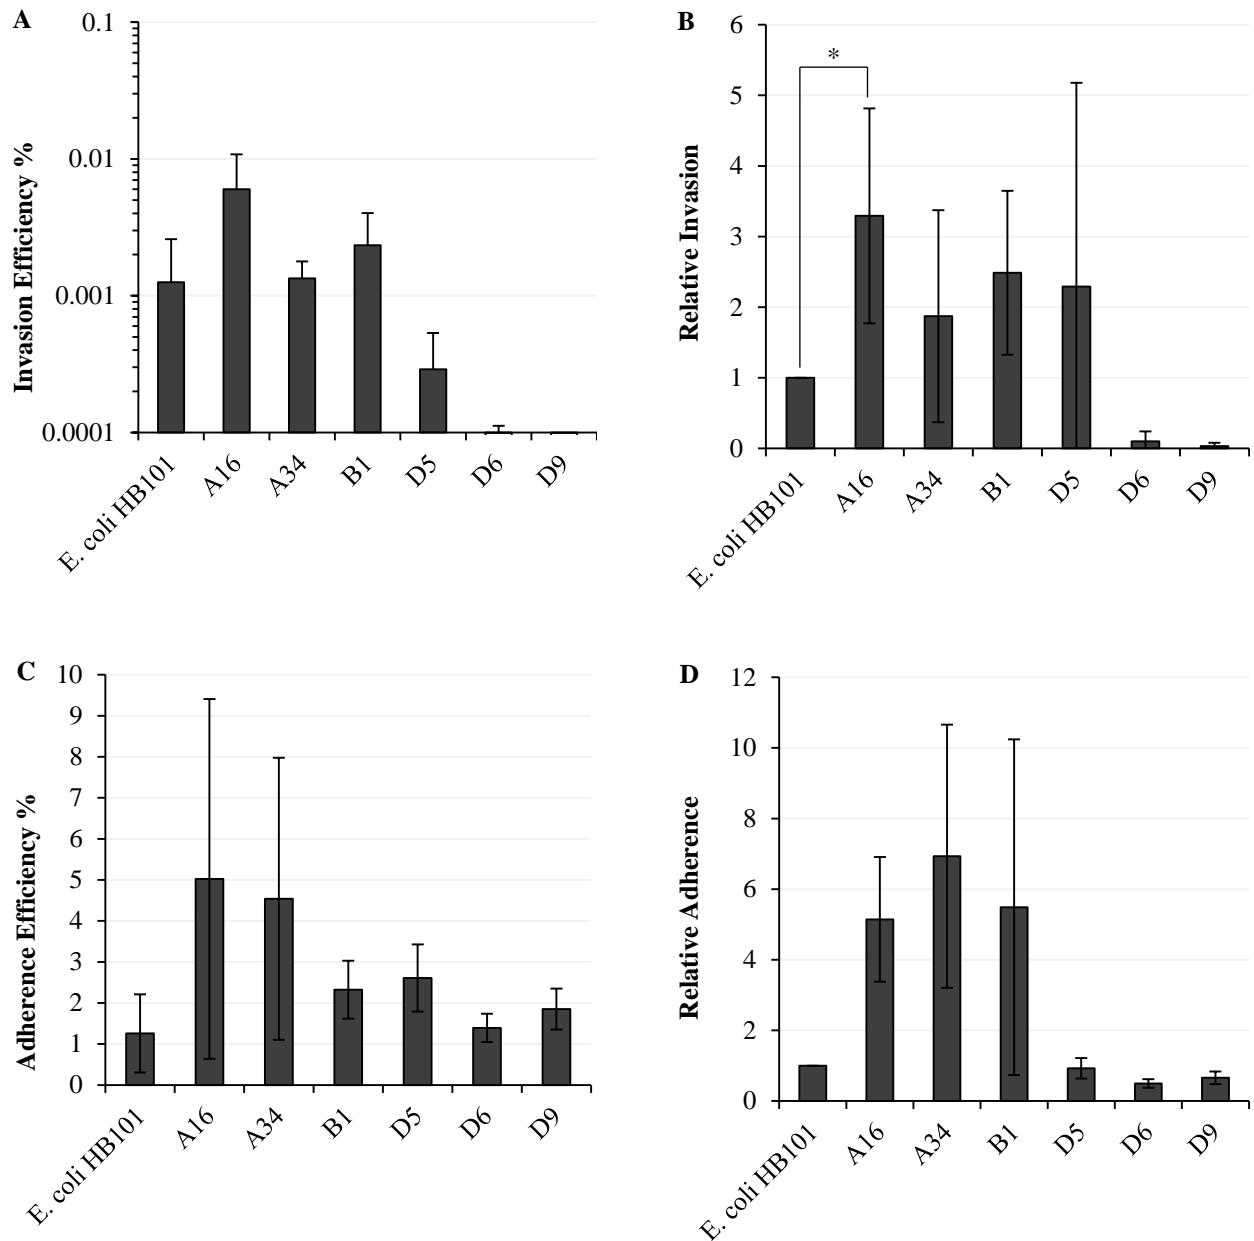 A
Invasion Efficiency %
0.1
0.01
0.001
0.0001
E. coli HB101
A16
A34
B1
D5
D6
D9
B
Relative Invasion
6
5
4
3
2
1
0
*
E. coli HB101
A16
A34
B1
D5
D6
D9
C
Adherence Efficiency %
10
9
8
7
6
5
4
3
2
1
0
E. coli HB101
A16
A34
B1
D5
D6
D9
D
Relative Adherence
12
10
8
6
4
2
0
E. coli HB101
A16
A34
B1
D5
D6
D9